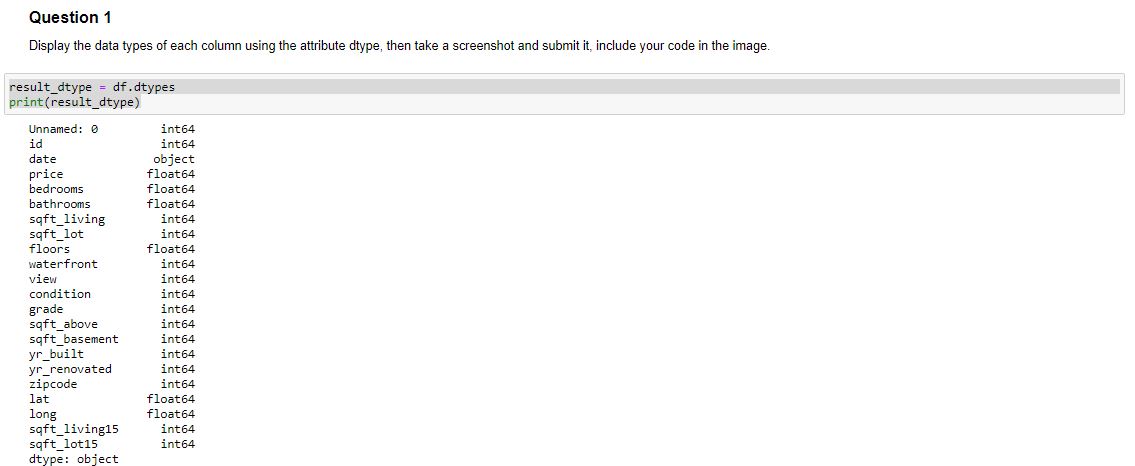 Question 1
Display the data types of each column using the attribute dtype, then take a screenshot and submit it, include your code in the image.
result_dtype = df.dtypes
print(result_dtype)
Unnamed: 0 int64
id int64
date object
price float64
bedrooms float64
bathrooms float64
sqft_living int64
sqft_lot int64
floors float64
waterfront int64
view int64
condition int64
grade int64
sqft_above int64
sqft_basement int64
yr_built int64
yr_renovated int64
zipcode int64
lat float64
long float64
sqft_living15 int64
sqft_lot15 int64
dtype: object